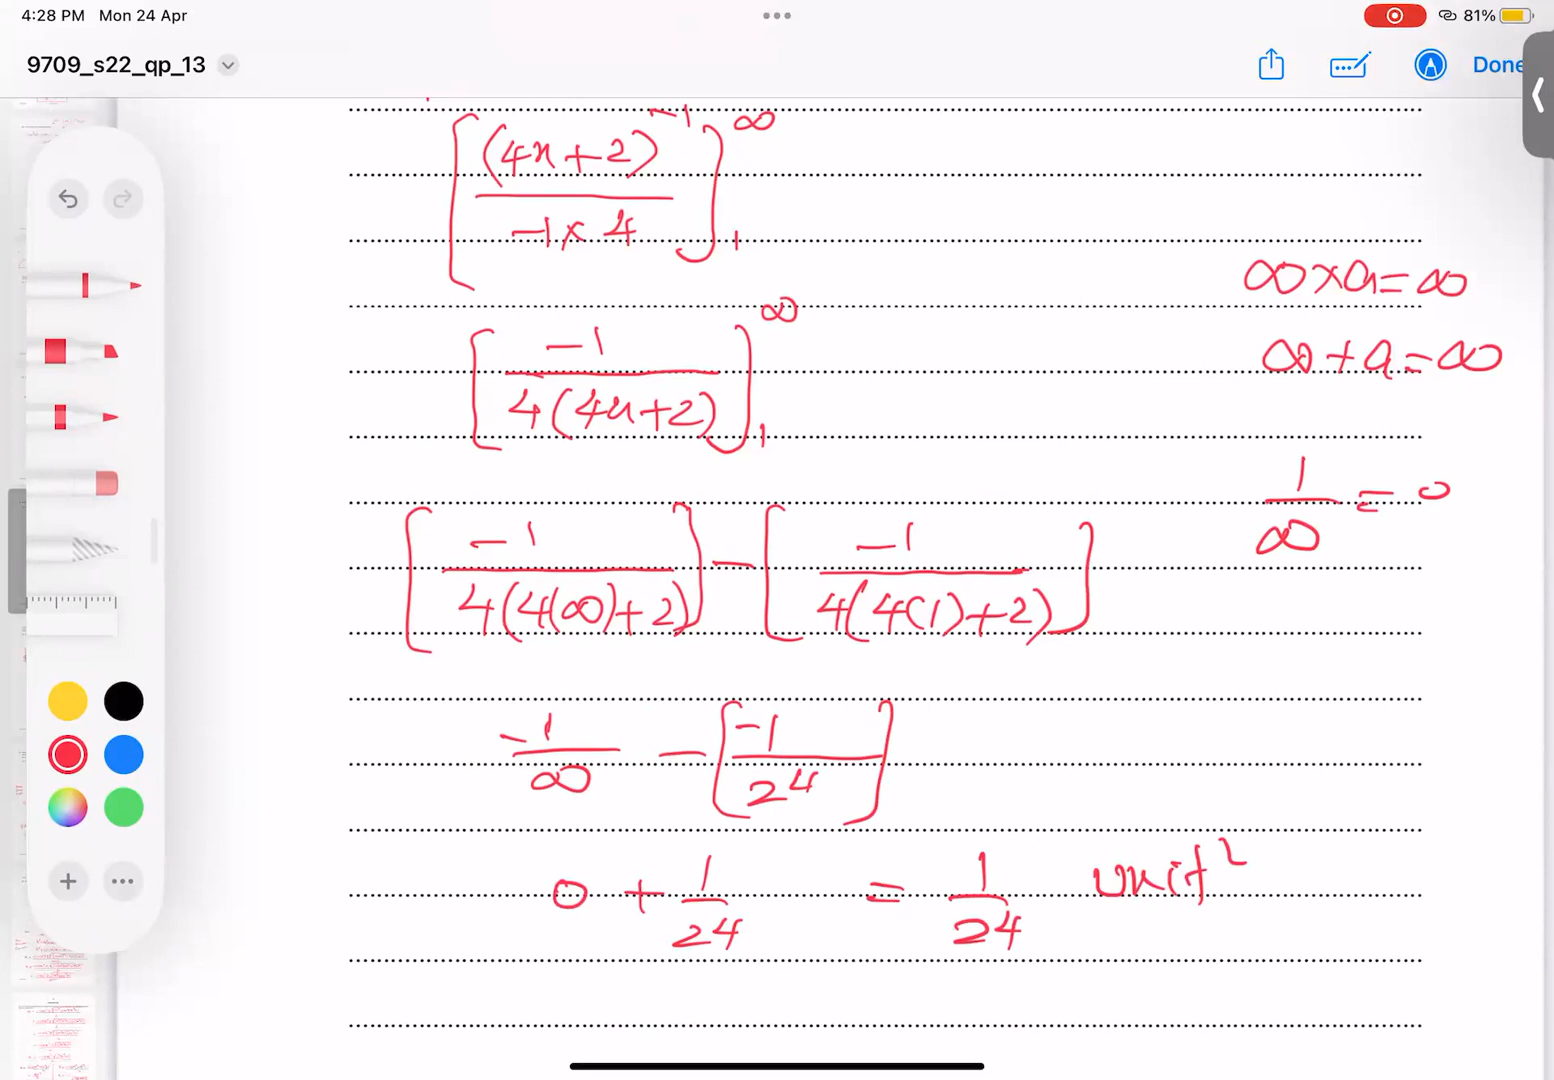 4:28 PM Mon 24 Apr
81%
9709_s22_qp_13
Done
[(4x+2)^-1 / -1×4]_1^∞
∞×a=∞
[-1 / 4(4x+2)]_1^∞
∞+a=∞
1/∞ = 0
[-1 / 4(4(∞)+2)] - [-1 / 4(4(1)+2)]
-1/∞ - [-1/24]
0 + 1/24 = 1/24 unit²